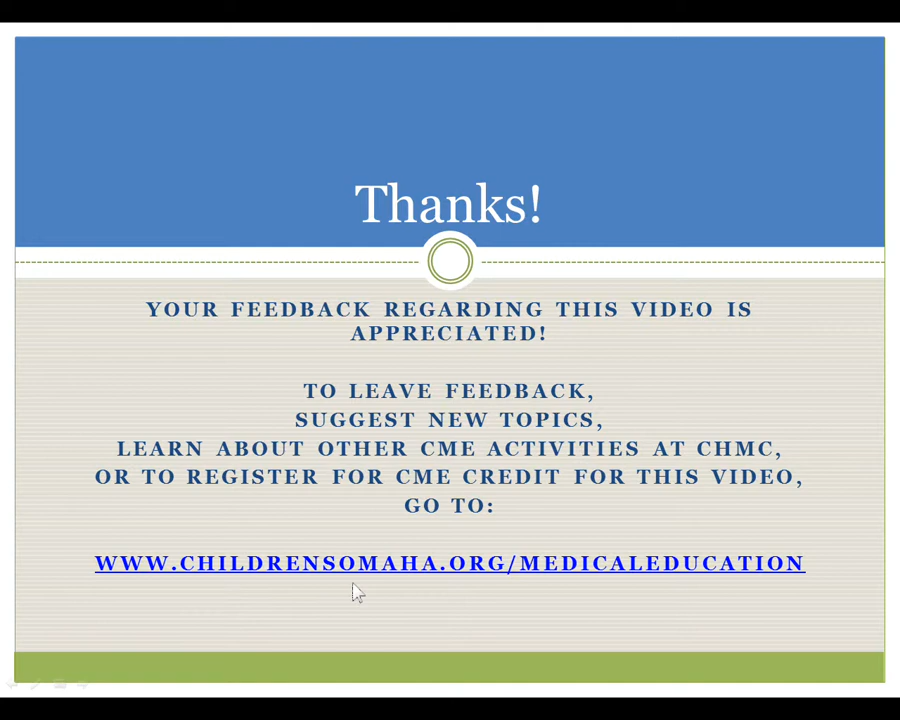 Thanks!
YOUR FEEDBACK REGARDING THIS VIDEO IS
APPRECIATED!
TO LEAVE FEEDBACK,
SUGGEST NEW TOPICS,
LEARN ABOUT OTHER CME ACTIVITIES AT CHMC,
OR TO REGISTER FOR CME CREDIT FOR THIS VIDEO,
GO TO:
WWW.CHILDRENSOMAHA.ORG/MEDICALEDUCATION